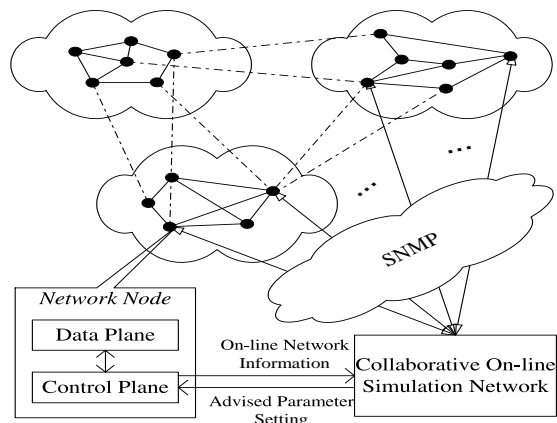 ...
...
SNMP
Network Node
Data Plane
Control Plane
On-line Network
Information
Advised Parameter
Setting
Collaborative On-line
Simulation Network